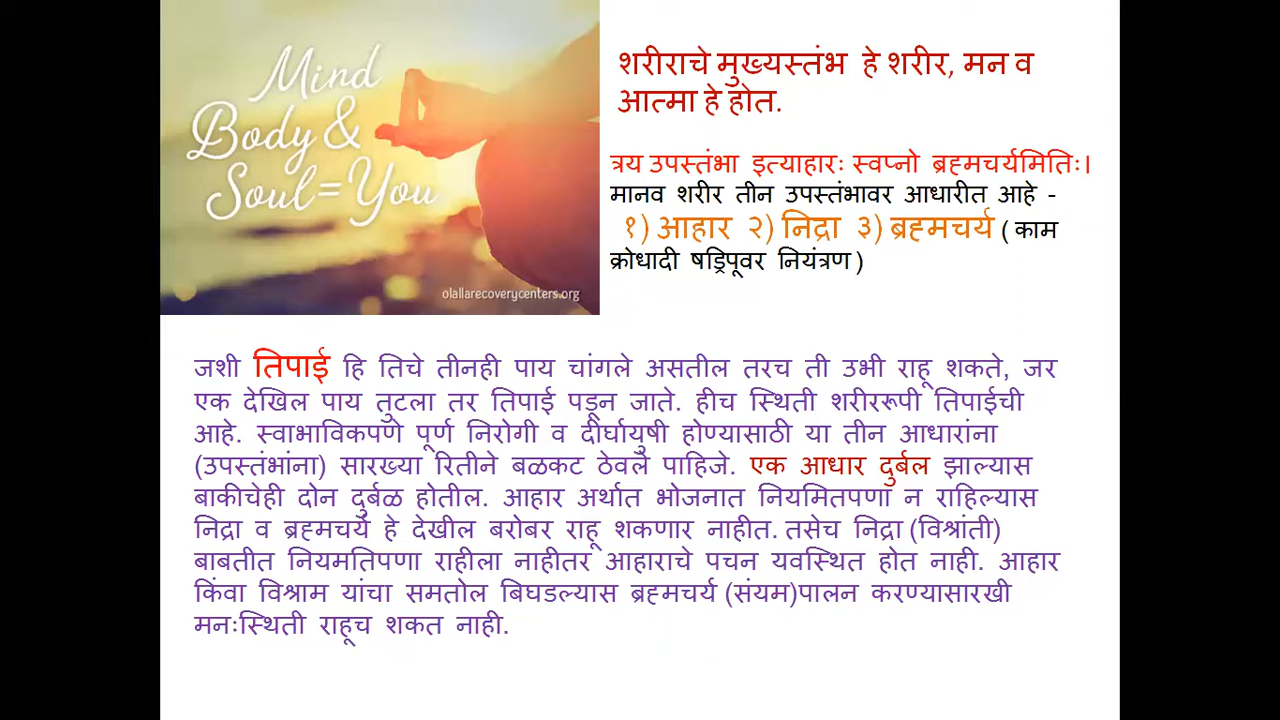 Mind
Body &
Soul = You
olallarecoverycenters.org
शरीराचे मुख्यस्तंभ हे शरीर, मन व
आत्मा हे होत.
त्रय उपस्तंभा इत्याहारः स्वप्नो ब्रह्मचर्यमितिः।
मानव शरीर तीन उपस्तंभावर आधारीत आहे -
१) आहार २) निद्रा ३) ब्रह्मचर्य ( काम
क्रोधादी षड्रिपूवर नियंत्रण )
जशी तिपाई हि तिचे तीनही पाय चांगले असतील तरच ती उभी राहू शकते, जर
एक देखिल पाय तुटला तर तिपाई पडून जाते. हीच स्थिती शरीररूपी तिपाईची
आहे. स्वाभाविकपणे पूर्ण निरोगी व दीर्घायुषी होण्यासाठी या तीन आधारांना
(उपस्तंभांना) सारख्या रितीने बळकट ठेवले पाहिजे. एक आधार दुर्बल झाल्यास
बाकीचेही दोन दुर्बळ होतील. आहार अर्थात भोजनात नियमितपणा न राहिल्यास
निद्रा व ब्रह्मचर्य हे देखील बरोबर राहू शकणार नाहीत. तसेच निद्रा (विश्रांती)
बाबतीत नियमतिपणा राहीला नाहीतर आहाराचे पचन यवस्थित होत नाही. आहार
किंवा विश्राम यांचा समतोल बिघडल्यास ब्रह्मचर्य (संयम)पालन करण्यासारखी
मनःस्थिती राहूच शकत नाही.